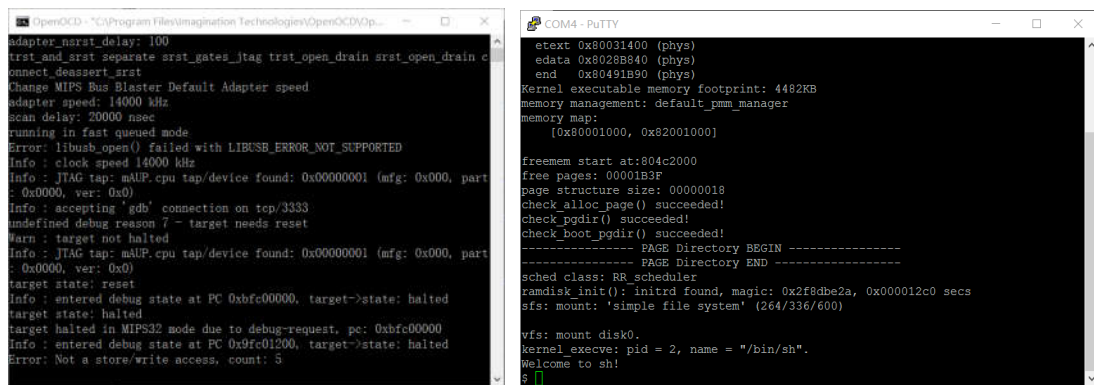 OpenOCD - "C:\Program Files\Imagination Technologies\OpenOCD\Op...
adapter_nsrst_delay: 100
trst_and_srst separate srst_gates_jtag trst_open_drain srst_open_drain c
onnect_deassert_srst
Change MIPS Bus Blaster Default Adapter speed
adapter speed: 14000 kHz
scan delay: 20000 nsec
running in fast queued mode
Error: libusb_open() failed with LIBUSB_ERROR_NOT_SUPPORTED
Info : clock speed 14000 kHz
Info : JTAG tap: mAUP.cpu tap/device found: 0x00000001 (mfg: 0x000, part
: 0x0000, ver: 0x0)
Info : accepting 'gdb' connection on tcp/3333
undefined debug reason 7 - target needs reset
Warn : target not halted
Info : JTAG tap: mAUP.cpu tap/device found: 0x00000001 (mfg: 0x000, part
: 0x0000, ver: 0x0)
target state: reset
Info : entered debug state at PC 0xbfc00000, target->state: halted
target state: halted
target halted in MIPS32 mode due to debug-request, pc: 0xbfc00000
Info : entered debug state at PC 0x9fc01200, target->state: halted
Error: Not a store/write access, count: 5
COM4 - PuTTY
etext 0x80031400 (phys)
edata 0x8028B840 (phys)
end 0x80491B90 (phys)
Kernel executable memory footprint: 4482KB
memory management: default_pmm_manager
memory map:
[0x80001000, 0x82001000]
freemem start at:804c2000
free pages: 00001B3F
page structure size: 00000018
check_alloc_page() succeeded!
check_pgdir() succeeded!
check_boot_pgdir() succeeded!
---------------- PAGE Directory BEGIN ----------------
---------------- PAGE Directory END ------------------
sched class: RR_scheduler
ramdisk_init(): initrd found, magic: 0x2f8dbe2a, 0x000012c0 secs
sfs: mount: 'simple file system' (264/336/600)
vfs: mount disk0.
kernel_execve: pid = 2, name = "/bin/sh".
Welcome to sh!
$